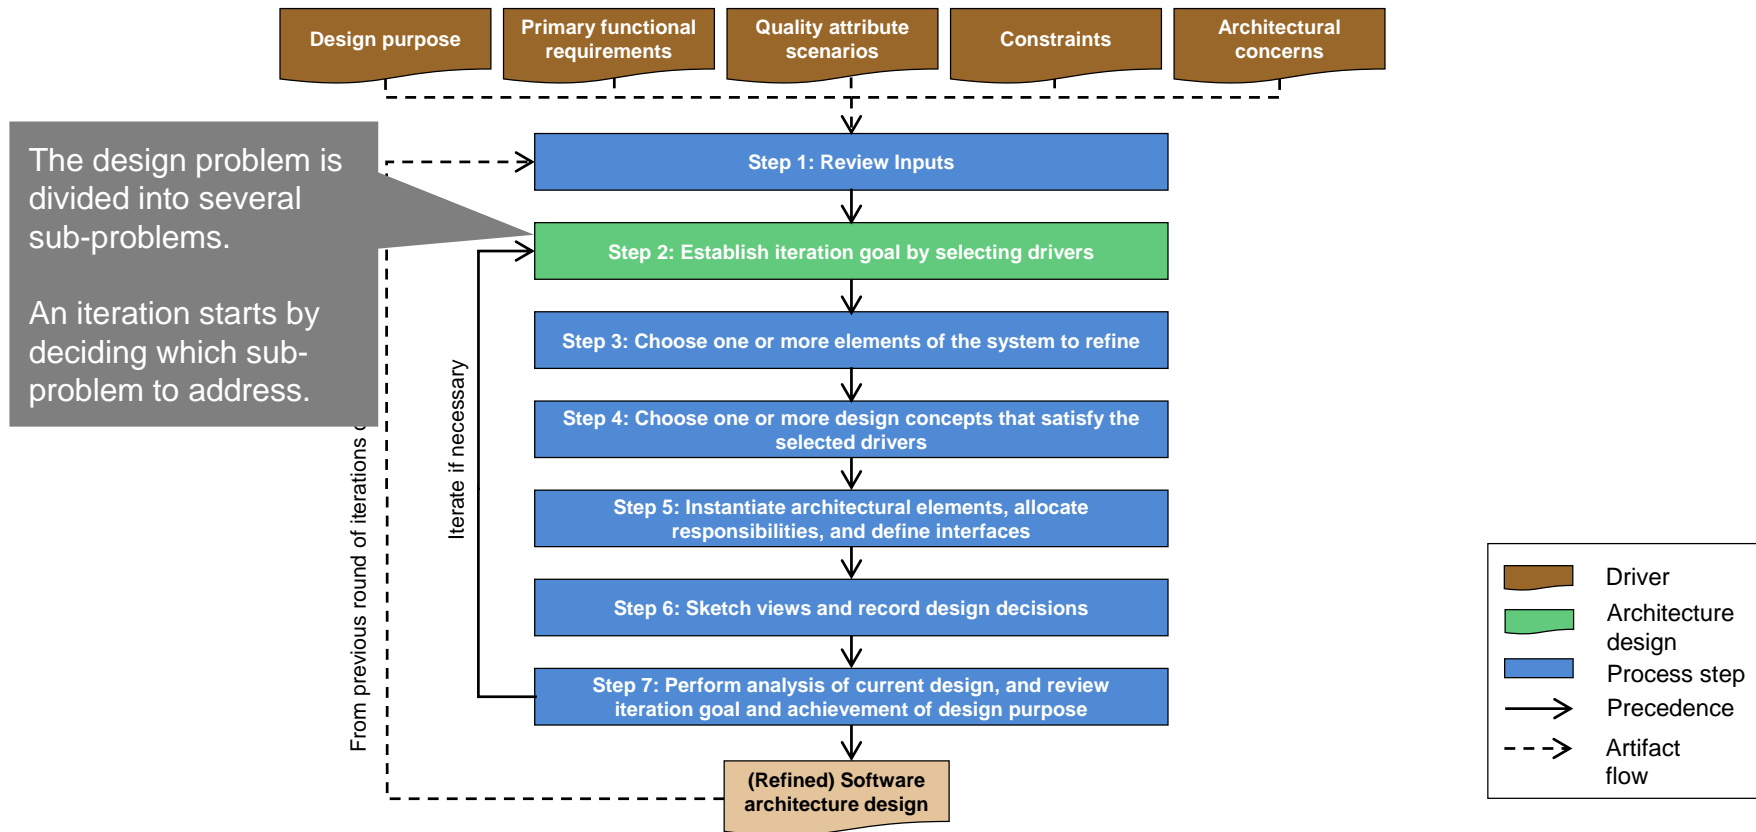 Design purpose
Primary functional
requirements
Quality attribute
scenarios
Constraints
Architectural
concerns
The design problem is
divided into several
sub-problems.
An iteration starts by
deciding which sub-
problem to address.
Step 1: Review Inputs
Step 2: Establish iteration goal by selecting drivers
Step 3: Choose one or more elements of the system to refine
Step 4: Choose one or more design concepts that satisfy the
selected drivers
Step 5: Instantiate architectural elements, allocate
responsibilities, and define interfaces
Step 6: Sketch views and record design decisions
Step 7: Perform analysis of current design, and review
iteration goal and achievement of design purpose
(Refined) Software
architecture design
From previous round of iterations
Iterate if necessary
Driver
Architecture
design
Process step
Precedence
Artifact
flow